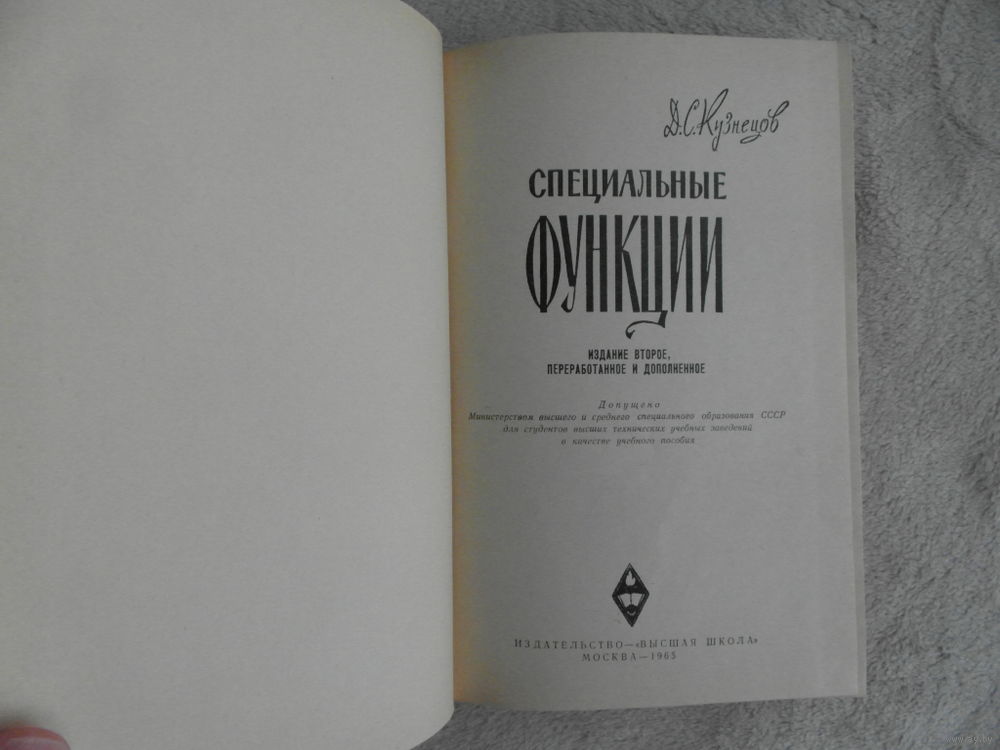 Д.С.Кузнецов
СПЕЦИАЛЬНЫЕ
ФУНКЦИИ
ИЗДАНИЕ ВТОРОЕ,
ПЕРЕРАБОТАННОЕ И ДОПОЛНЕННОЕ
Допущено
Министерством высшего и среднего специального образования СССР
для студентов высших технических учебных заведений
в качестве учебного пособия
ИЗДАТЕЛЬСТВО—«ВЫСШАЯ ШКОЛА»
МОСКВА—1965